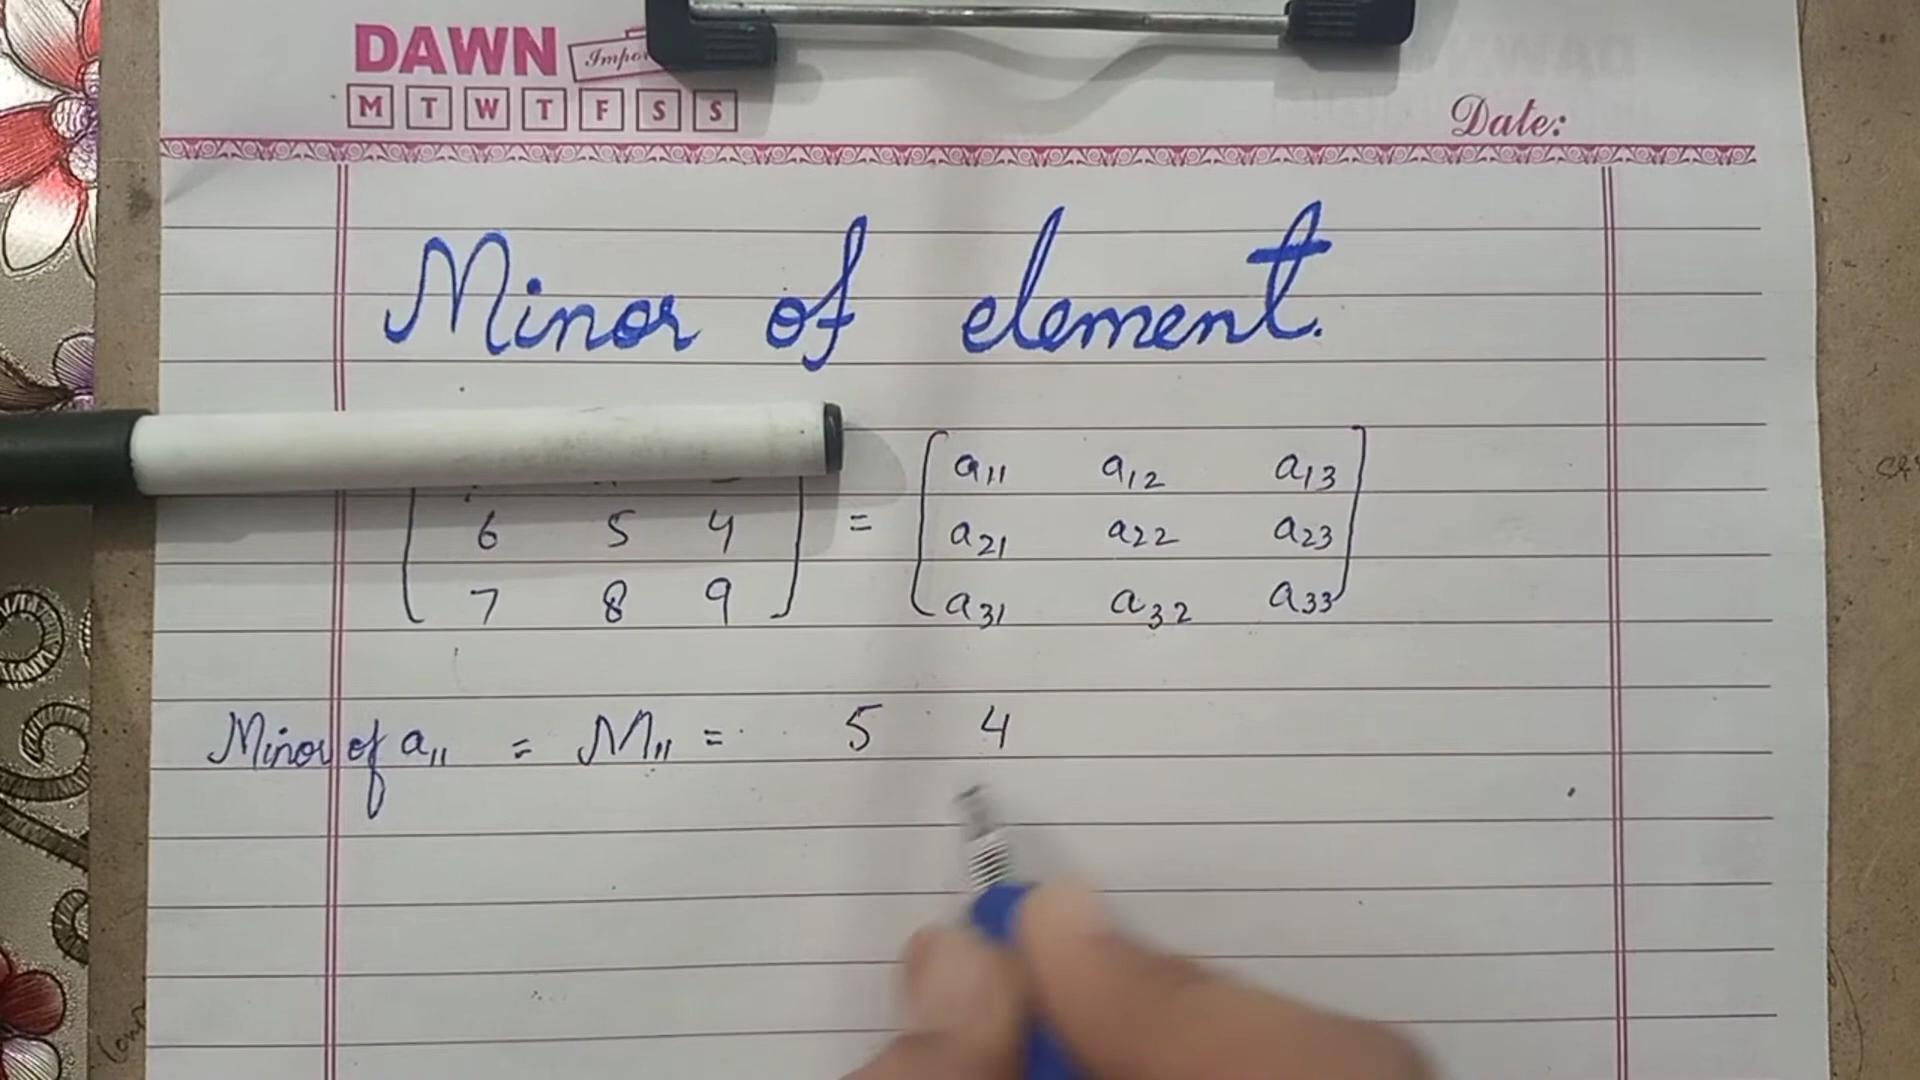 DAWN
M T W T F S S
Date:
Minor of element.
a11 a12 a13
6 5 4 = a21 a22 a23
7 8 9 a31 a32 a33
Minor of a11 = M11 = 5 4